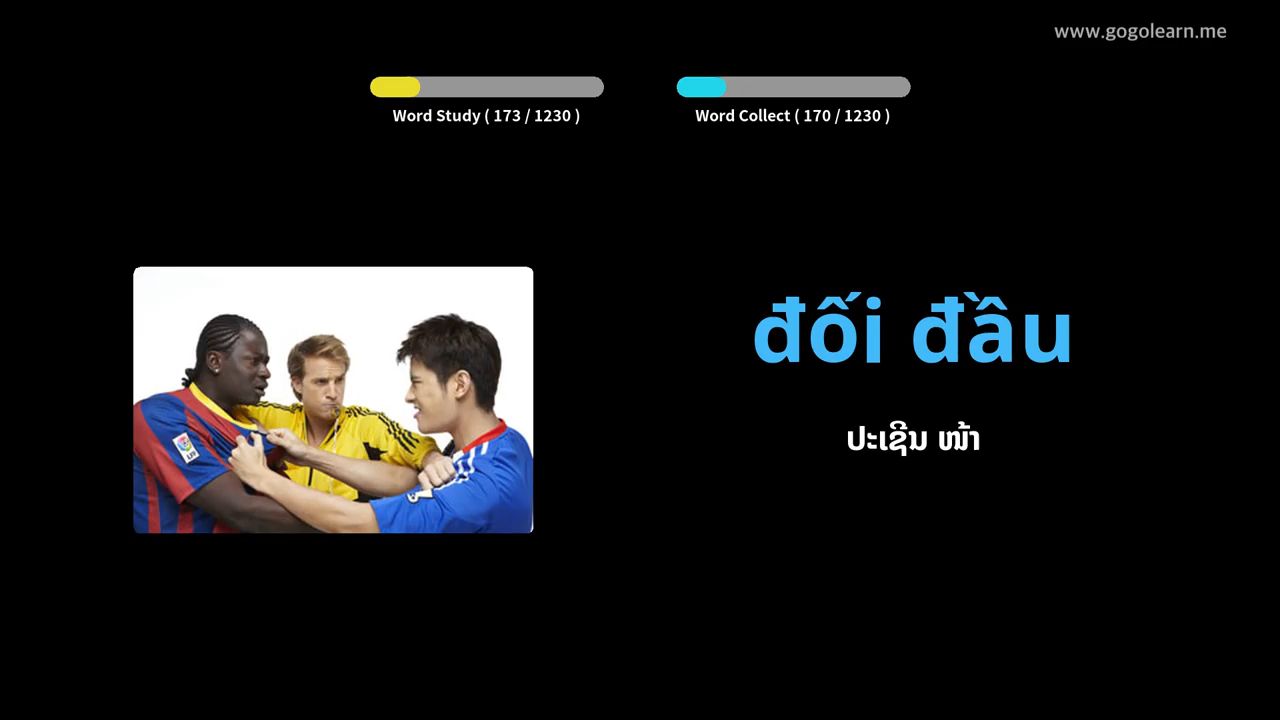 www.gogolearn.me
Word Study ( 173 / 1230 )
Word Collect ( 170 / 1230 )
đối đầu
ປະເຊີນ ໜ້າ
LFP